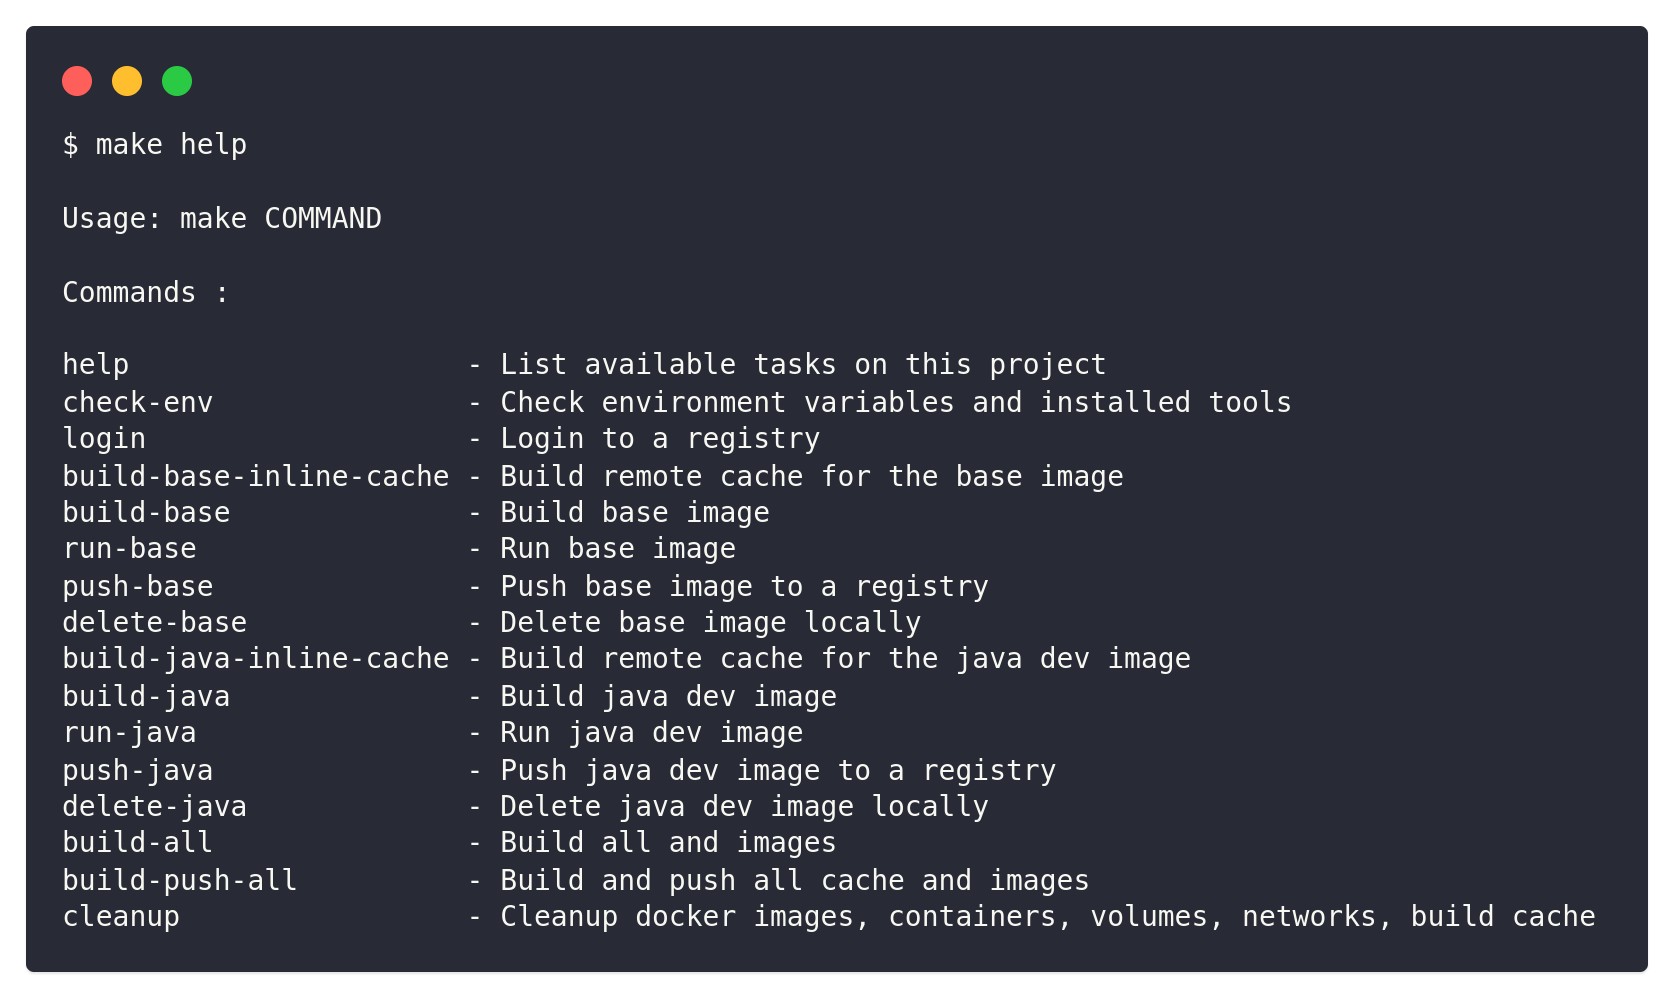 $ make help
Usage: make COMMAND
Commands :
help                    - List available tasks on this project
check-env               - Check environment variables and installed tools
login                   - Login to a registry
build-base-inline-cache - Build remote cache for the base image
build-base              - Build base image
run-base                - Run base image
push-base               - Push base image to a registry
delete-base             - Delete base image locally
build-java-inline-cache - Build remote cache for the java dev image
build-java              - Build java dev image
run-java                - Run java dev image
push-java               - Push java dev image to a registry
delete-java             - Delete java dev image locally
build-all               - Build all and images
build-push-all          - Build and push all cache and images
cleanup                 - Cleanup docker images, containers, volumes, networks, build cache